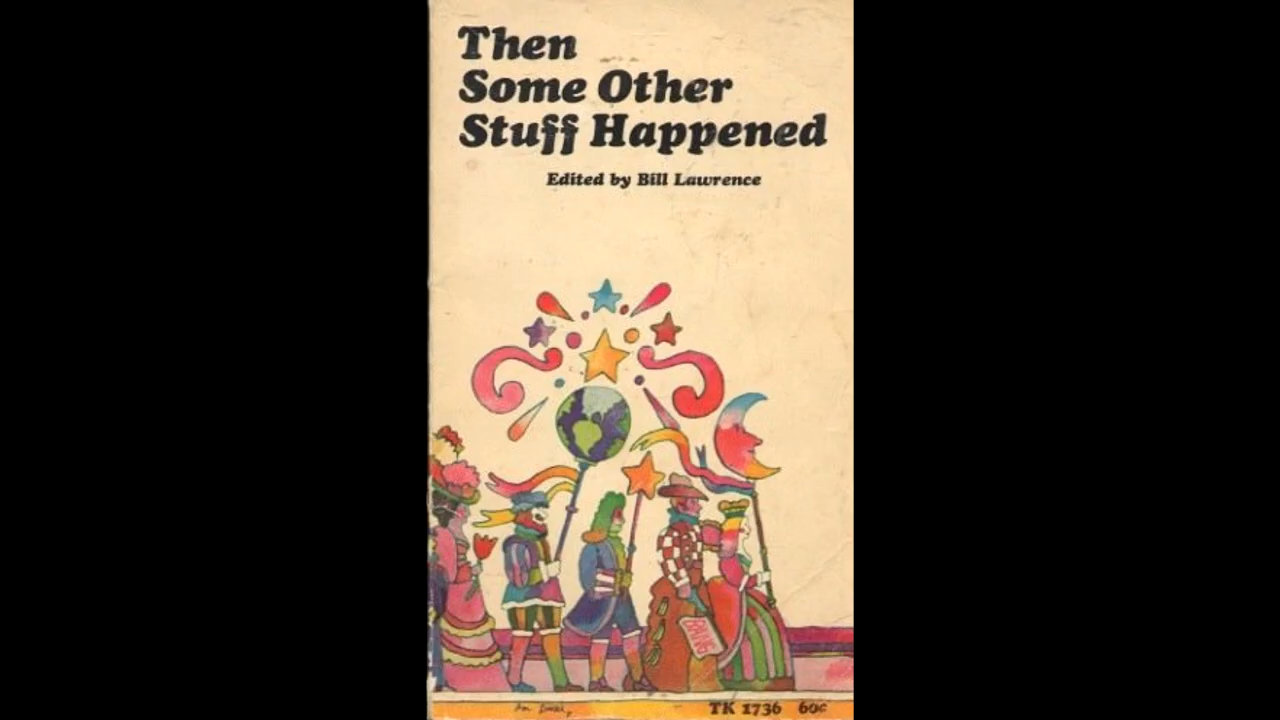 Then
Some Other
Stuff Happened
Edited by Bill Lawrence
TK 1736 60¢